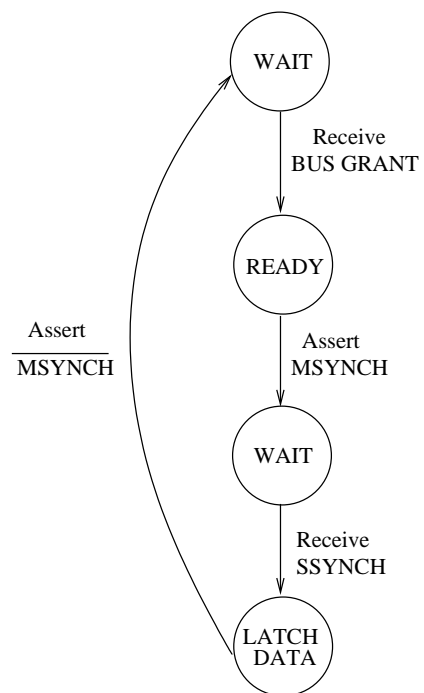 WAIT
Receive
BUS GRANT
READY
Assert
MSYNCH
Assert
MSYNCH
WAIT
Receive
SSYNCH
LATCH
DATA